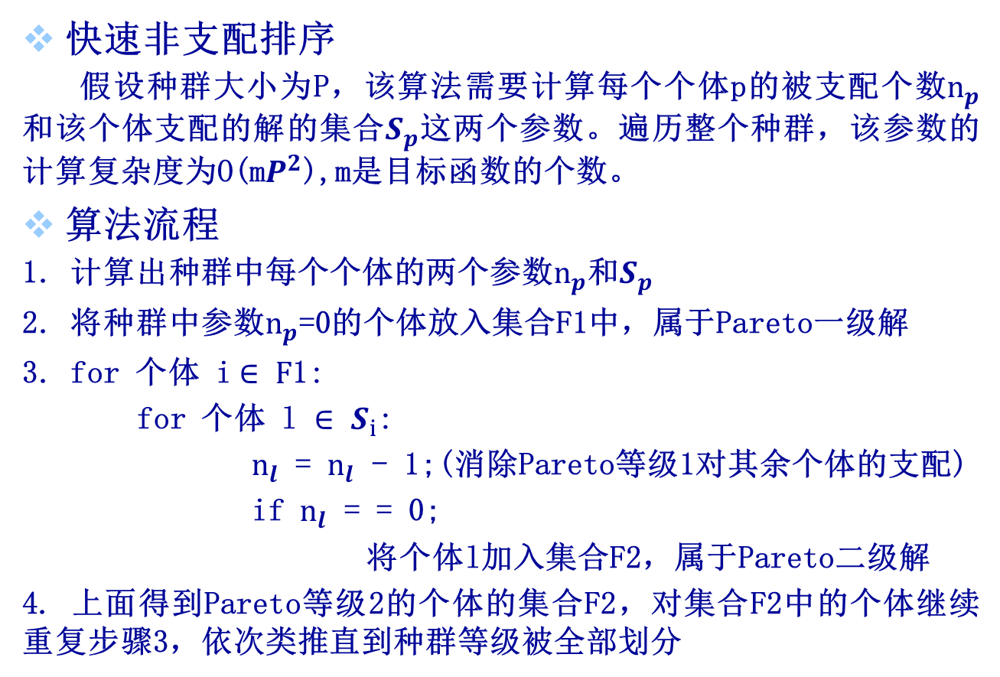 ❖ 快速非支配排序
假设种群大小为P，该算法需要计算每个个体p的被支配个数nₚ
和该个体支配的解的集合Sₚ这两个参数。遍历整个种群，该参数的
计算复杂度为O(mP²),m是目标函数的个数。
❖ 算法流程
1. 计算出种群中每个个体的两个参数nₚ和Sₚ
2. 将种群中参数nₚ=0的个体放入集合F1中，属于Pareto一级解
3. for 个体 i ∈ F1:
for 个体 l ∈ Sᵢ:
nₗ = nₗ - 1;(消除Pareto等级1对其余个体的支配)
if nₗ = = 0;
将个体l加入集合F2，属于Pareto二级解
4. 上面得到Pareto等级2的个体的集合F2，对集合F2中的个体继续
重复步骤3，依次类推直到种群等级被全部划分